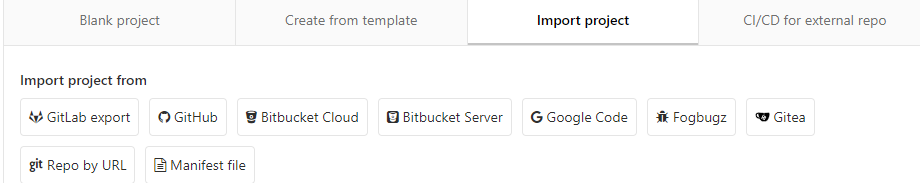 Blank project Create from template Import project CI/CD for external repo
Import project from
GitLab export GitHub Bitbucket Cloud Bitbucket Server Google Code Fogbugz Gitea
git Repo by URL Manifest file